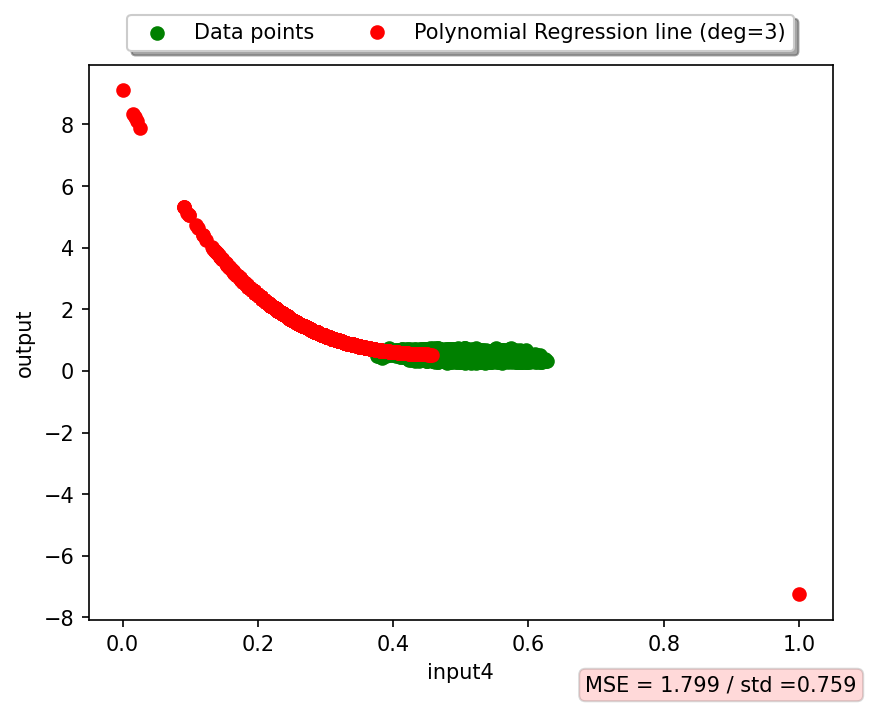 Data points
Polynomial Regression line (deg=3)
output
8
6
4
2
0
−2
−4
−6
−8
0.0 0.2 0.4 0.6 0.8 1.0
input4
MSE = 1.799 / std =0.759